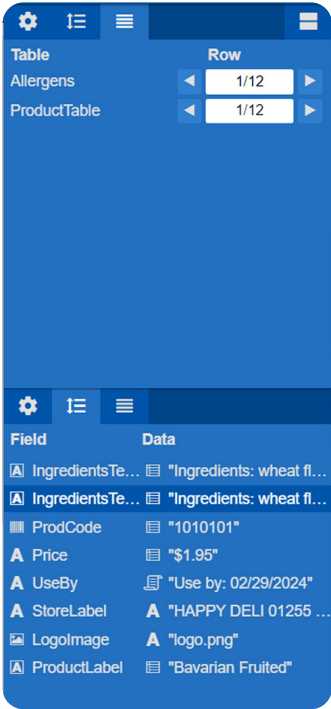 Table Row
Allergens 1/12
ProductTable 1/12
Field Data
IngredientsTe... "Ingredients: wheat fl...
IngredientsTe... "Ingredients: wheat fl...
ProdCode "1010101"
Price "$1.95"
UseBy "Use by: 02/29/2024"
StoreLabel "HAPPY DELI 01255 ...
LogoImage "logo.png"
ProductLabel "Bavarian Fruited"